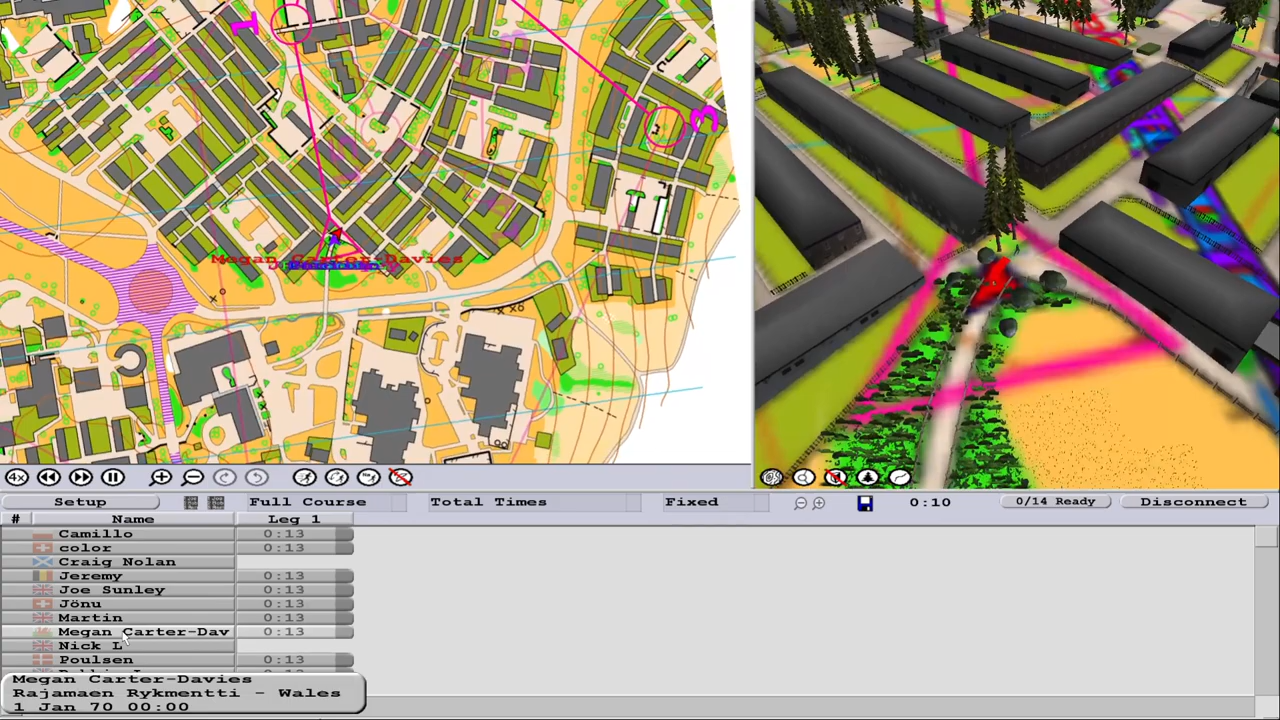 1
3
Megan Carter-Davies
4x
Setup
Full Course
Total Times
Fixed
0:10
0/14 Ready
Disconnect
# Name Leg 1
Camillo 0:13
color 0:13
Craig Nolan
Jeremy 0:13
Joe Sunley 0:13
Jönu 0:13
Martin 0:13
Megan Carter-Dav 0:13
Nick L
Poulsen 0:13
Megan Carter-Davies
Rajamaen Rykmentti - Wales
1 Jan 70 00:00